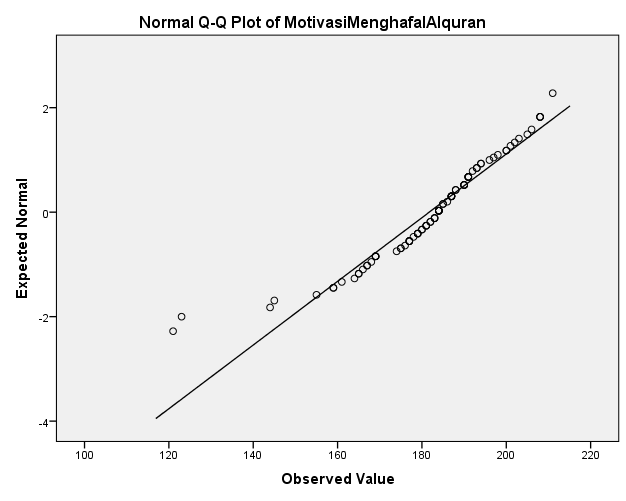 Normal Q-Q Plot of MotivasiMenghafalAlquran
Expected Normal
2
0
-2
-4
100 120 140 160 180 200 220
Observed Value